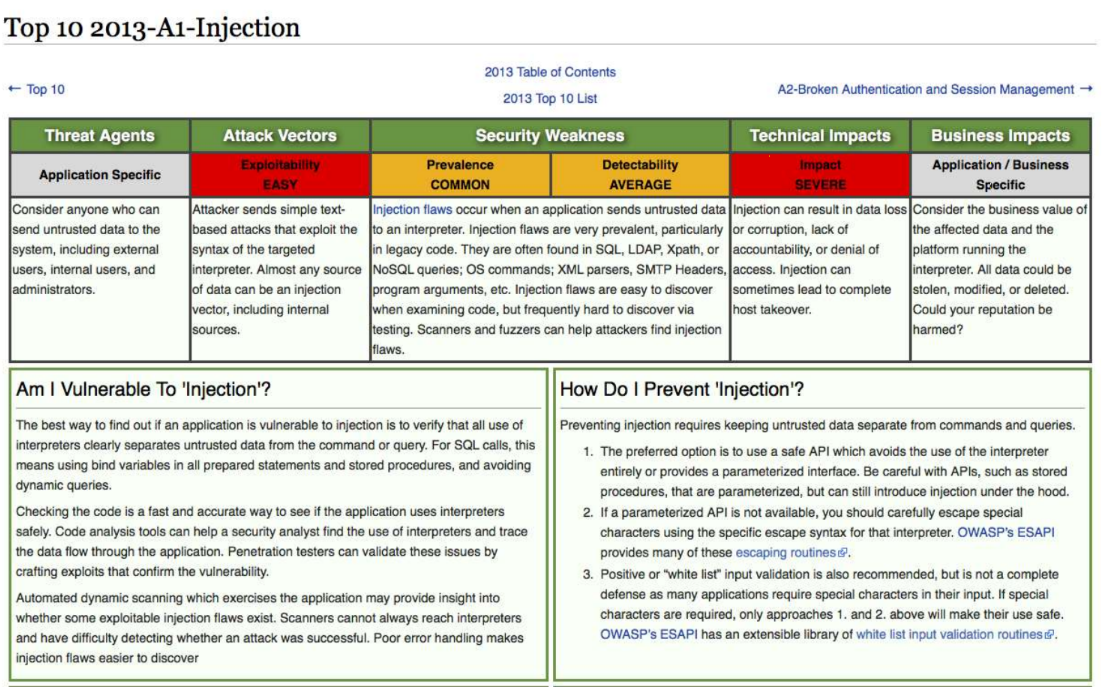 Top 10 2013-A1-Injection
← Top 10
2013 Table of Contents
2013 Top 10 List
A2-Broken Authentication and Session Management →
Threat Agents
Attack Vectors
Security Weakness
Technical Impacts
Business Impacts
Application Specific
Exploitability
EASY
Prevalence
COMMON
Detectability
AVERAGE
Impact
SEVERE
Application / Business
Specific
Consider anyone who can
send untrusted data to the
system, including external
users, internal users, and
administrators.
Attacker sends simple text-
based attacks that exploit the
syntax of the targeted
interpreter. Almost any source
of data can be an injection
vector, including internal
sources.
Injection flaws occur when an application sends untrusted data
to an interpreter. Injection flaws are very prevalent, particularly
in legacy code. They are often found in SQL, LDAP, Xpath, or
NoSQL queries; OS commands; XML parsers, SMTP Headers,
program arguments, etc. Injection flaws are easy to discover
when examining code, but frequently hard to discover via
testing. Scanners and fuzzers can help attackers find injection
flaws.
Injection can result in data loss
or corruption, lack of
accountability, or denial of
access. Injection can
sometimes lead to complete
host takeover.
Consider the business value of
the affected data and the
platform running the
interpreter. All data could be
stolen, modified, or deleted.
Could your reputation be
harmed?
Am I Vulnerable To 'Injection'?
The best way to find out if an application is vulnerable to injection is to verify that all use of
interpreters clearly separates untrusted data from the command or query. For SQL calls, this
means using bind variables in all prepared statements and stored procedures, and avoiding
dynamic queries.
Checking the code is a fast and accurate way to see if the application uses interpreters
safely. Code analysis tools can help a security analyst find the use of interpreters and trace
the data flow through the application. Penetration testers can validate these issues by
crafting exploits that confirm the vulnerability.
Automated dynamic scanning which exercises the application may provide insight into
whether some exploitable injection flaws exist. Scanners cannot always reach interpreters
and have difficulty detecting whether an attack was successful. Poor error handling makes
injection flaws easier to discover
How Do I Prevent 'Injection'?
Preventing injection requires keeping untrusted data separate from commands and queries.
1. The preferred option is to use a safe API which avoids the use of the interpreter
entirely or provides a parameterized interface. Be careful with APIs, such as stored
procedures, that are parameterized, but can still introduce injection under the hood.
2. If a parameterized API is not available, you should carefully escape special
characters using the specific escape syntax for that interpreter. OWASP's ESAPI
provides many of these escaping routines.
3. Positive or “white list” input validation is also recommended, but is not a complete
defense as many applications require special characters in their input. If special
characters are required, only approaches 1. and 2. above will make their use safe.
OWASP's ESAPI has an extensible library of white list input validation routines.